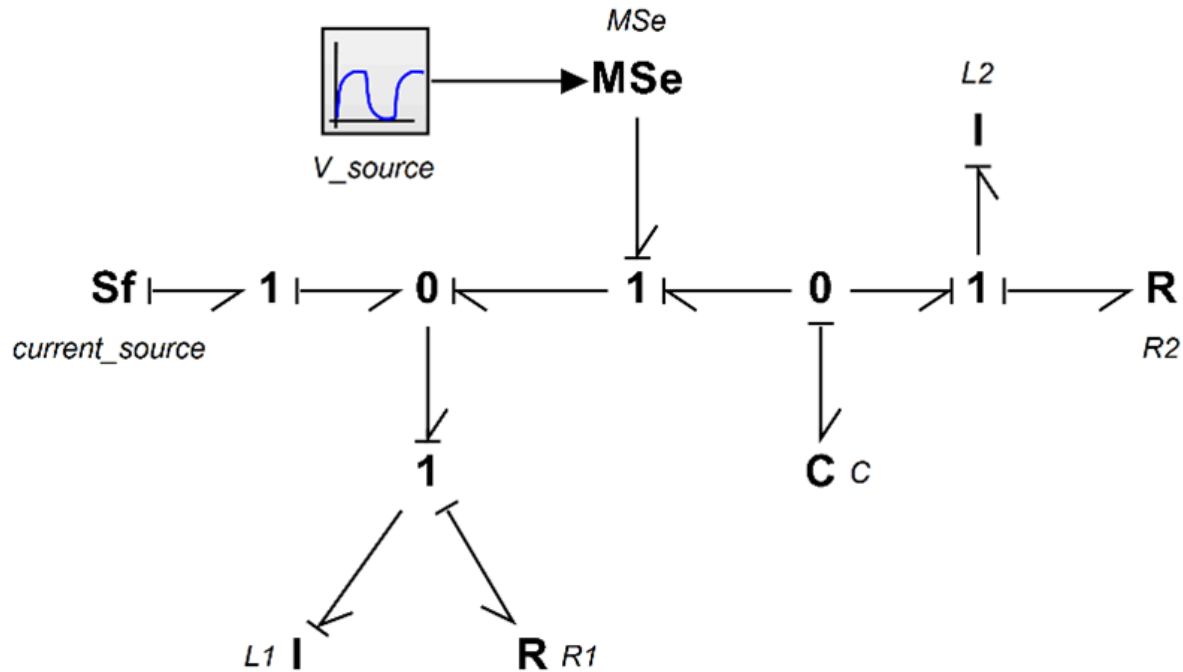 MSe
MSe
V_source
L2
I
Sf 1 0 1 0 1 R
current_source
R2
1
C C
L1 I
R R1